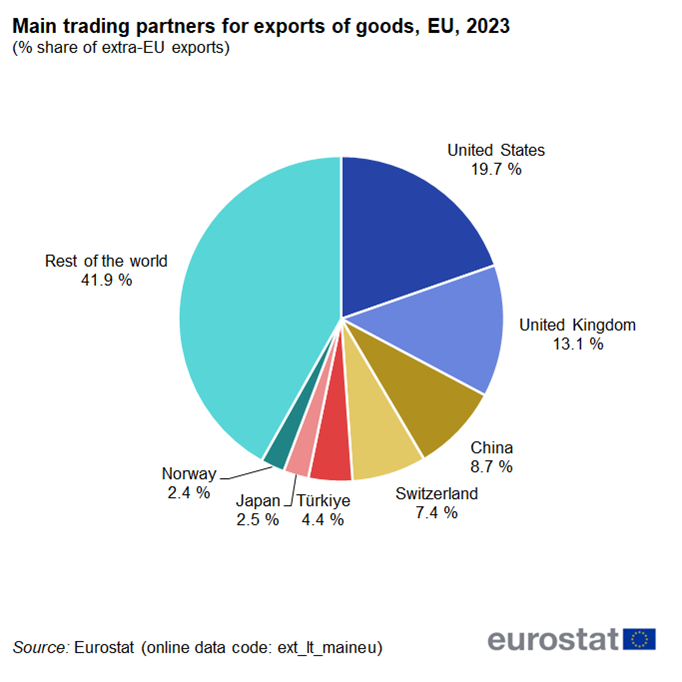 Main trading partners for exports of goods, EU, 2023
(% share of extra-EU exports)
United States
19.7 %
United Kingdom
13.1 %
China
8.7 %
Switzerland
7.4 %
Türkiye
4.4 %
Japan
2.5 %
Norway
2.4 %
Rest of the world
41.9 %
Source: Eurostat (online data code: ext_lt_maineu)
eurostat